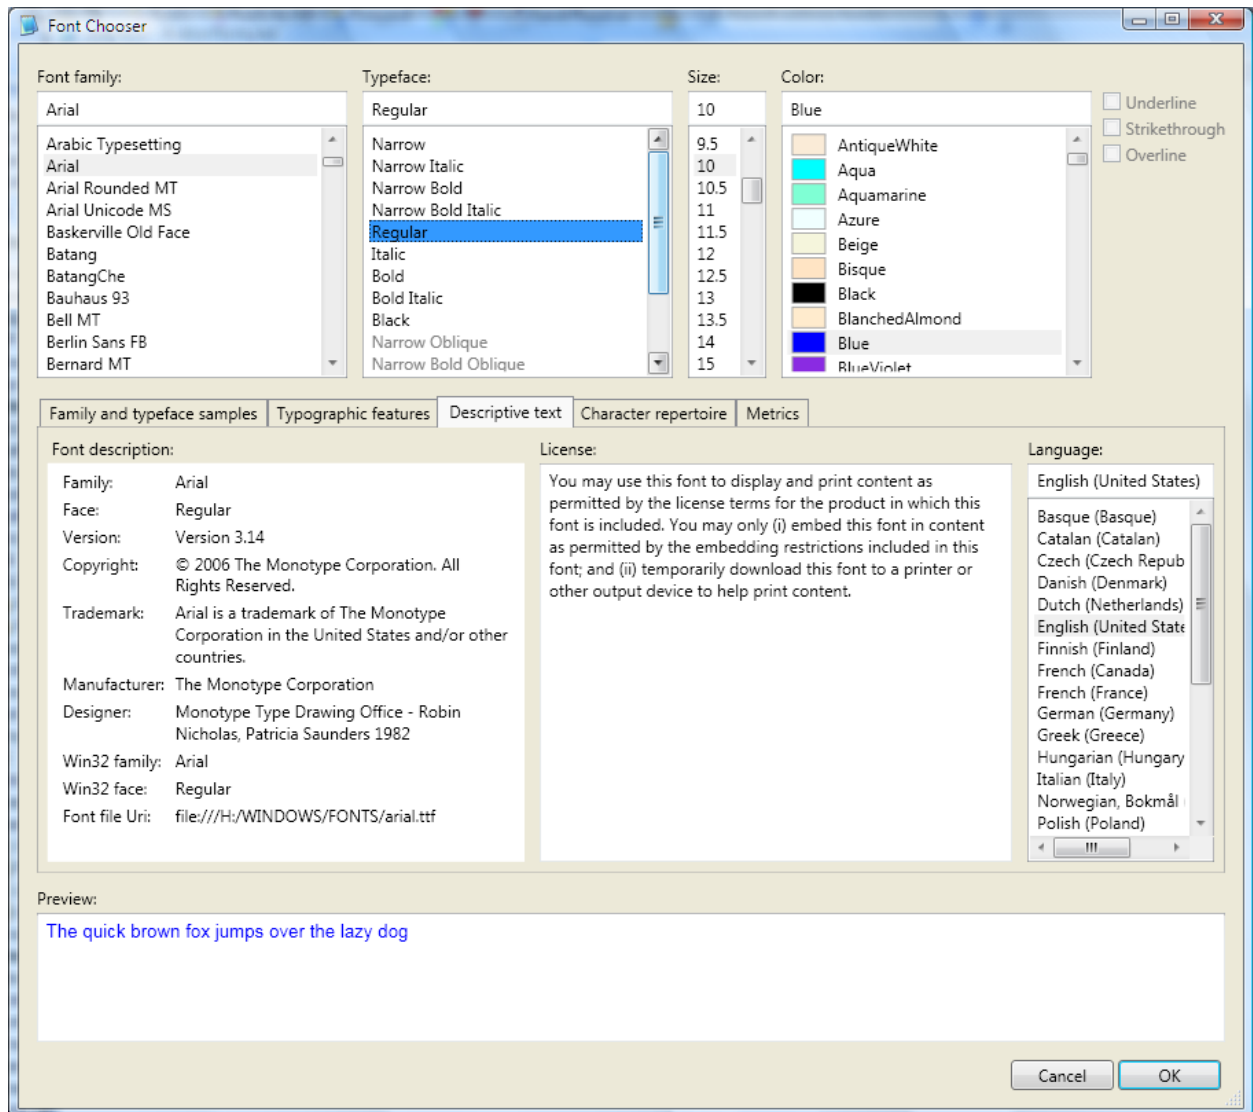 Font Chooser
Font family:
Arial
Arabic Typesetting
Arial
Arial Rounded MT
Arial Unicode MS
Baskerville Old Face
Batang
BatangChe
Bauhaus 93
Bell MT
Berlin Sans FB
Bernard MT
Typeface:
Regular
Narrow
Narrow Italic
Narrow Bold
Narrow Bold Italic
Regular
Italic
Bold
Bold Italic
Black
Narrow Oblique
Narrow Bold Oblique
Size:
10
9.5
10
10.5
11
11.5
12
12.5
13
13.5
14
15
Color:
Blue
AntiqueWhite
Aqua
Aquamarine
Azure
Beige
Bisque
Black
BlanchedAlmond
Blue
BlueViolet
Underline
Strikethrough
Overline
Family and typeface samples
Typographic features
Descriptive text
Character repertoire
Metrics
Font description:
Family: Arial
Face: Regular
Version: Version 3.14
Copyright: © 2006 The Monotype Corporation. All
Rights Reserved.
Trademark: Arial is a trademark of The Monotype
Corporation in the United States and/or other
countries.
Manufacturer: The Monotype Corporation
Designer: Monotype Type Drawing Office - Robin
Nicholas, Patricia Saunders 1982
Win32 family: Arial
Win32 face: Regular
Font file Uri: file:///H:/WINDOWS/FONTS/arial.ttf
License:
You may use this font to display and print content as
permitted by the license terms for the product in which this
font is included. You may only (i) embed this font in content
as permitted by the embedding restrictions included in this
font; and (ii) temporarily download this font to a printer or
other output device to help print content.
Language:
English (United States)
Basque (Basque)
Catalan (Catalan)
Czech (Czech Repub
Danish (Denmark)
Dutch (Netherlands)
English (United State
Finnish (Finland)
French (Canada)
French (France)
German (Germany)
Greek (Greece)
Hungarian (Hungary
Italian (Italy)
Norwegian, Bokmål (
Polish (Poland)
Preview:
The quick brown fox jumps over the lazy dog
Cancel
OK